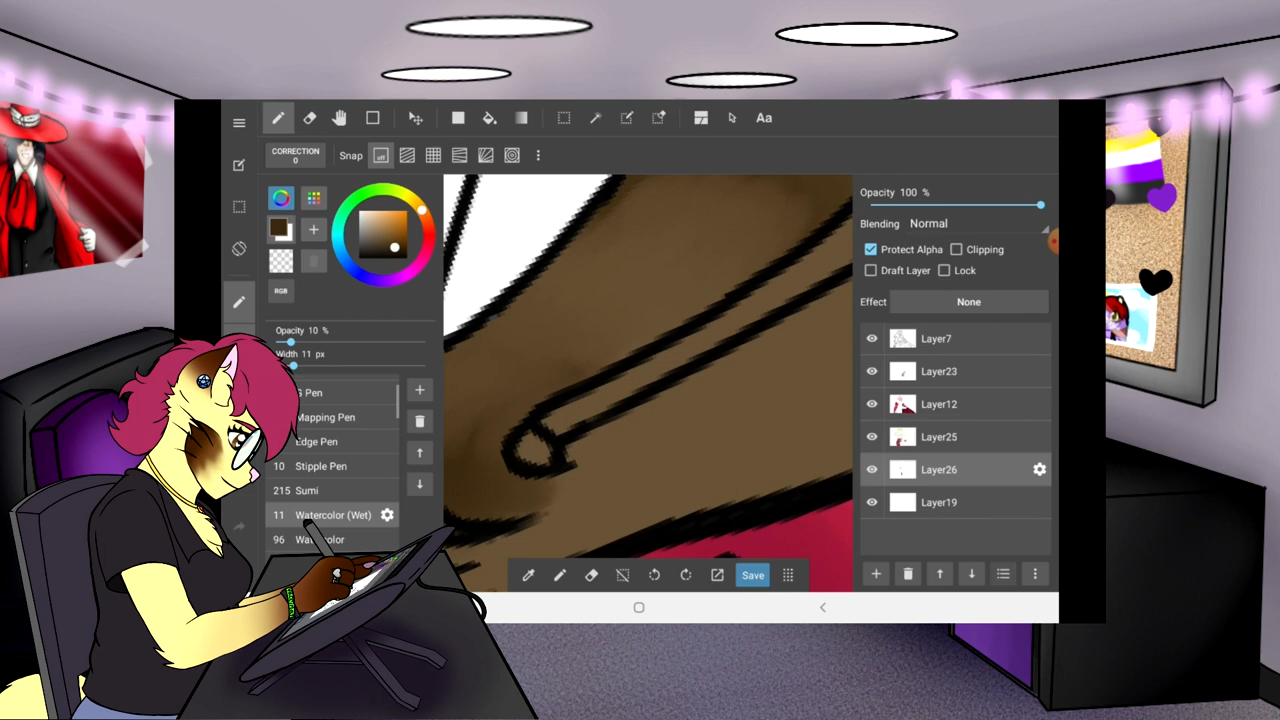 Aa
CORRECTION
0
Snap
off
RGB
Opacity 10 %
Width 11 px
G Pen
Mapping Pen
Edge Pen
10 Stipple Pen
215 Sumi
11 Watercolor (Wet)
96
Opacity 100 %
Blending Normal
Protect Alpha Clipping
Draft Layer Lock
Effect None
Layer7
Layer23
Layer12
Layer25
Layer26
Layer19
Save